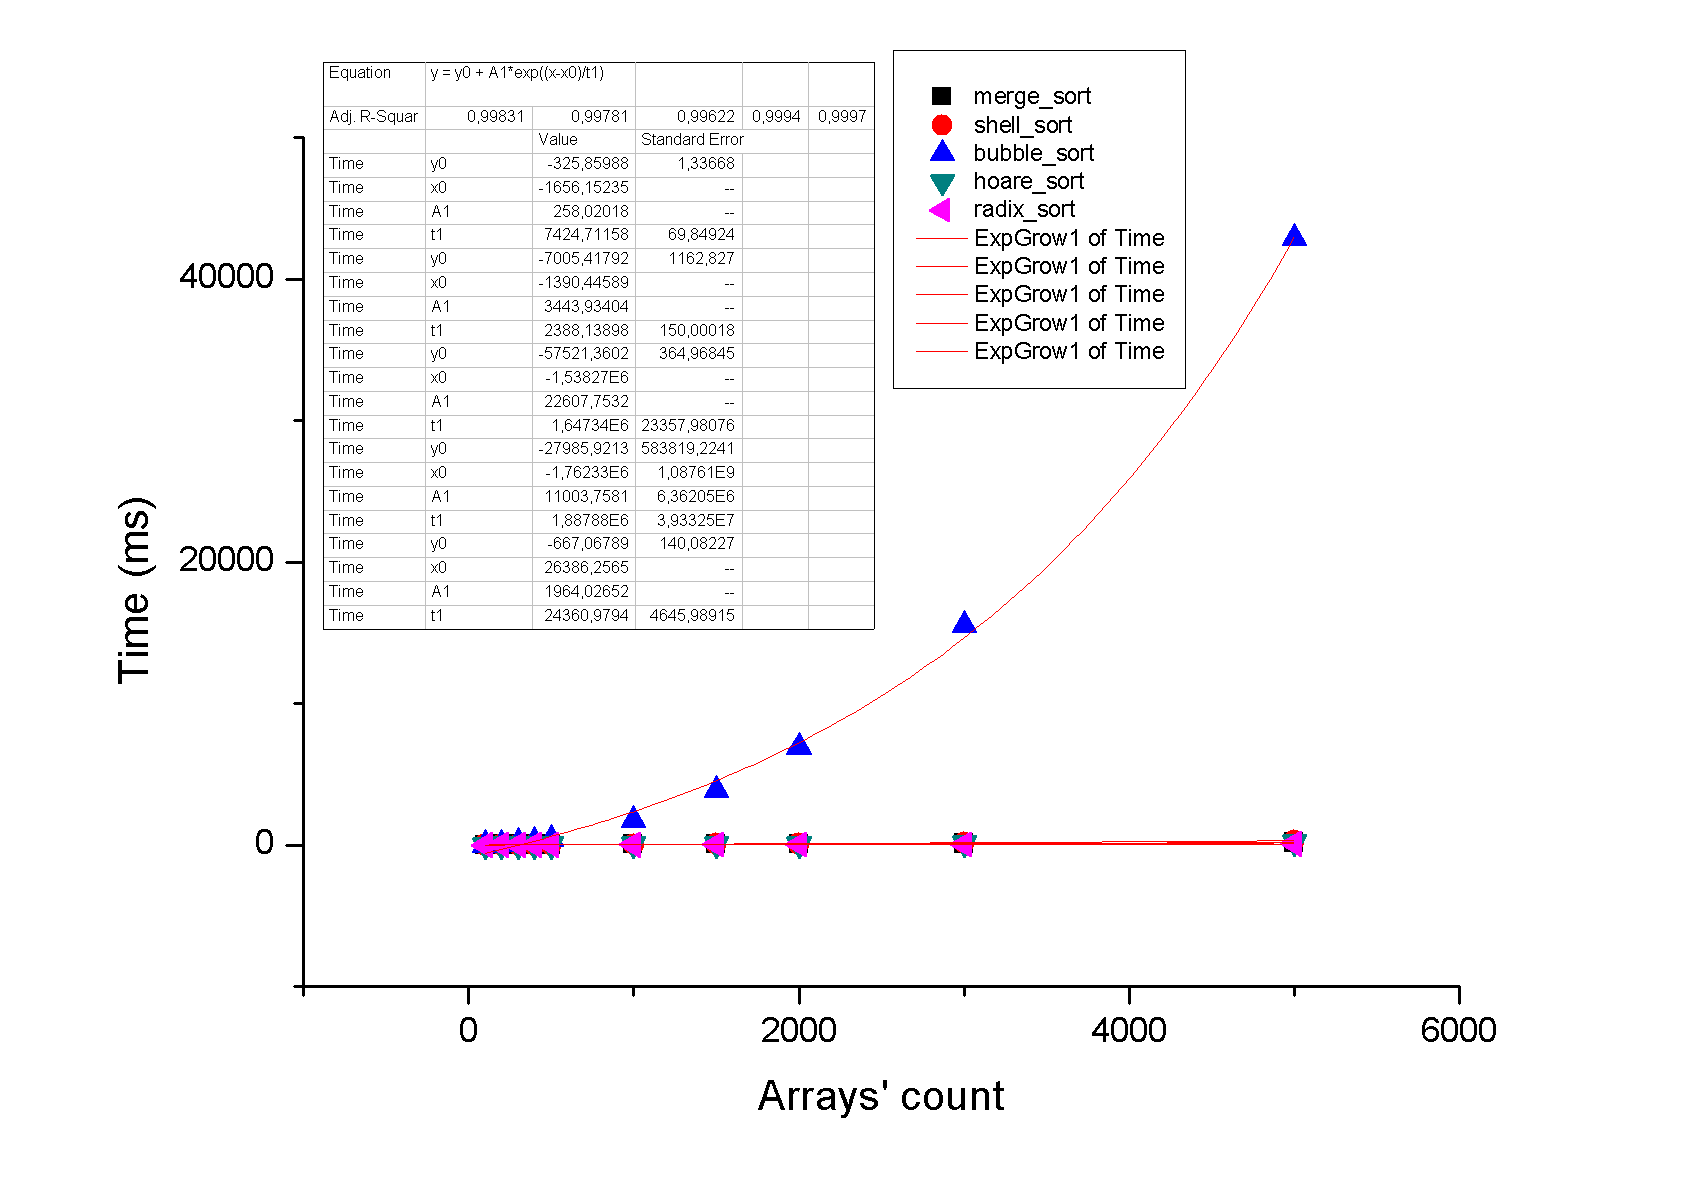 Equation y = y0 + A1*exp((x-x0)/t1)
Adj. R-Squar 0,99831 0,99781 0,99622 0,9994 0,9997
Value Standard Error
Time y0 -325,85988 1,33668
Time x0 -1656,15235 --
Time A1 258,02018 --
Time t1 7424,71158 69,84924
Time y0 -7005,41792 1162,827
Time x0 -1390,44589 --
Time A1 3443,93404 --
Time t1 2388,13898 150,00018
Time y0 -57521,3602 364,96845
Time x0 -1,53827E6 --
Time A1 22607,7532 --
Time t1 1,64734E6 23357,98076
Time y0 -27985,9213 583819,2241
Time x0 -1,76233E6 1,08761E9
Time A1 11003,7581 6,36205E6
Time t1 1,88788E6 3,93325E7
Time y0 -667,06789 140,08227
Time x0 26386,2565 --
Time A1 1964,02652 --
Time t1 24360,9794 4645,98915
merge_sort
shell_sort
bubble_sort
hoare_sort
radix_sort
ExpGrow1 of Time
ExpGrow1 of Time
ExpGrow1 of Time
ExpGrow1 of Time
ExpGrow1 of Time
Time (ms)
40000
20000
0
0 2000 4000 6000
Arrays' count